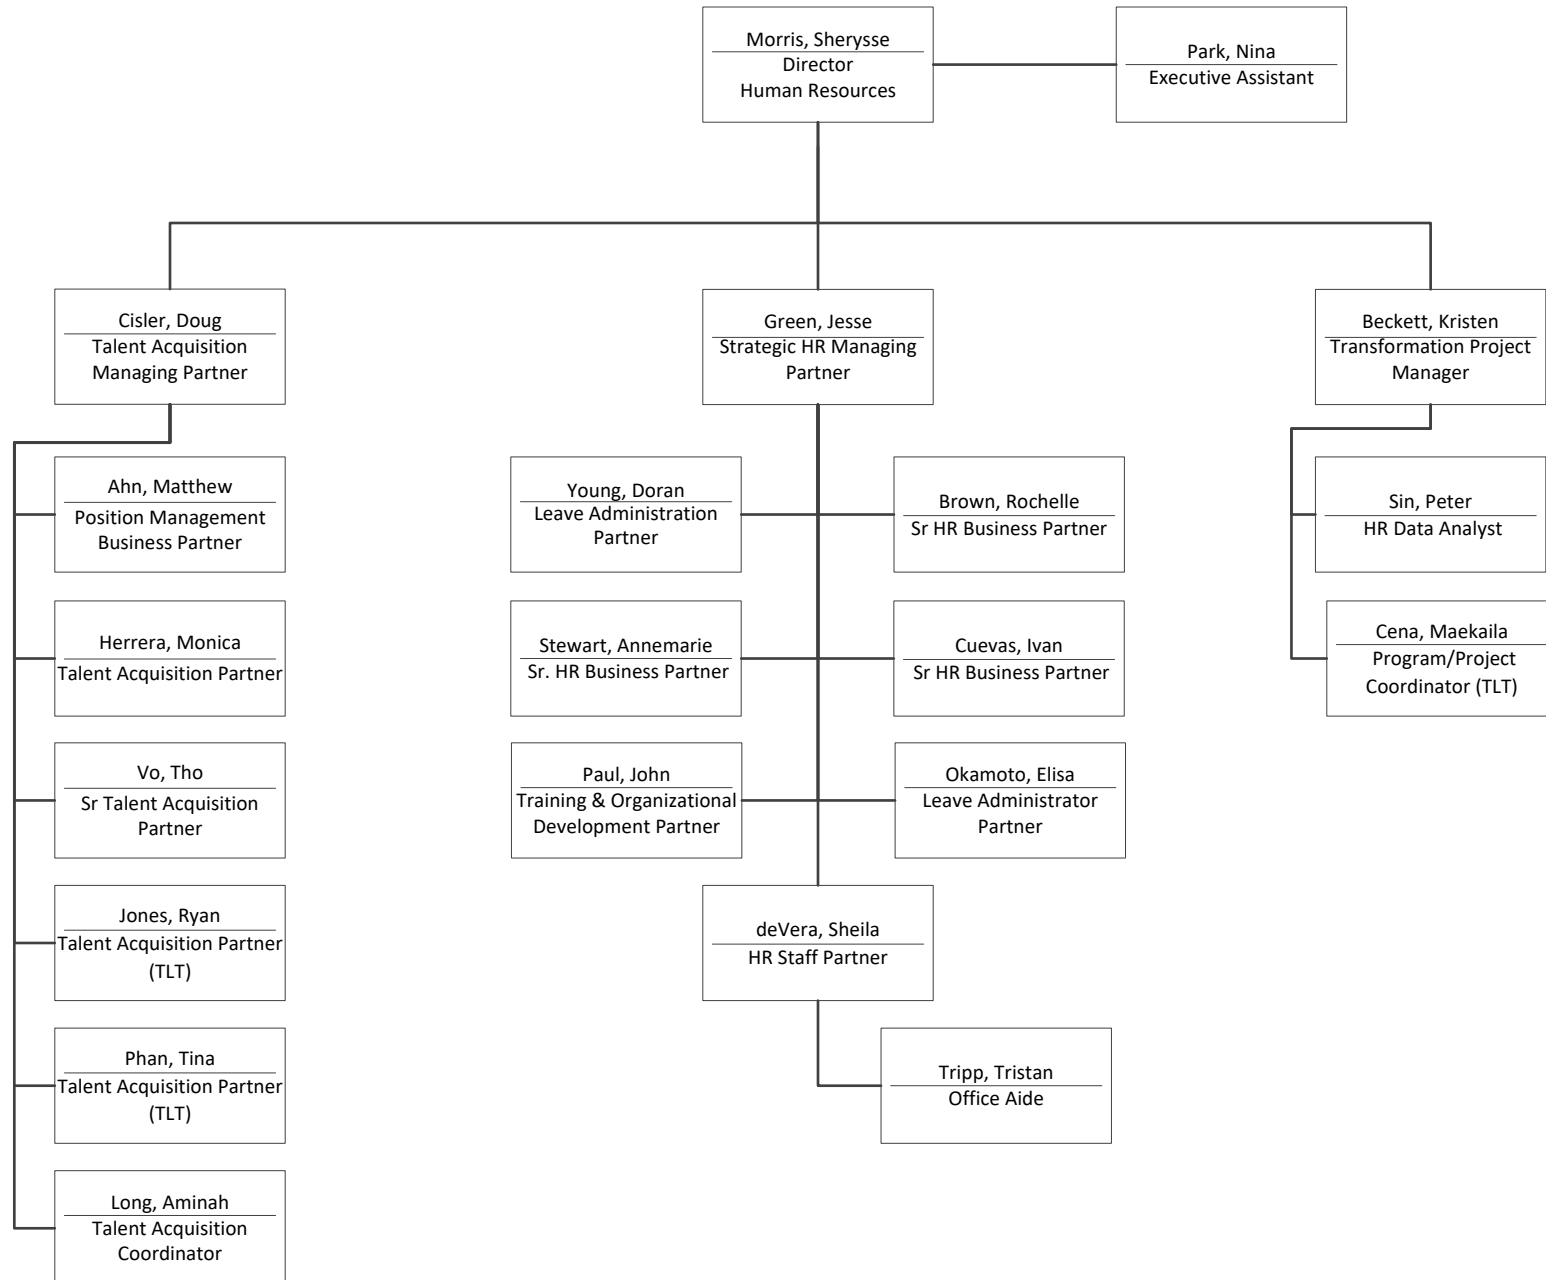 Morris, Sherysse
Director
Human Resources
Park, Nina
Executive Assistant
Cisler, Doug
Talent Acquisition
Managing Partner
Green, Jesse
Strategic HR Managing
Partner
Beckett, Kristen
Transformation Project
Manager
Ahn, Matthew
Position Management
Business Partner
Young, Doran
Leave Administration
Partner
Brown, Rochelle
Sr HR Business Partner
Sin, Peter
HR Data Analyst
Herrera, Monica
Talent Acquisition Partner
Stewart, Annemarie
Sr. HR Business Partner
Cuevas, Ivan
Sr HR Business Partner
Cena, Maekaila
Program/Project
Coordinator (TLT)
Vo, Tho
Sr Talent Acquisition
Partner
Paul, John
Training & Organizational
Development Partner
Okamoto, Elisa
Leave Administrator
Partner
Jones, Ryan
Talent Acquisition Partner
(TLT)
deVera, Sheila
HR Staff Partner
Phan, Tina
Talent Acquisition Partner
(TLT)
Tripp, Tristan
Office Aide
Long, Aminah
Talent Acquisition
Coordinator